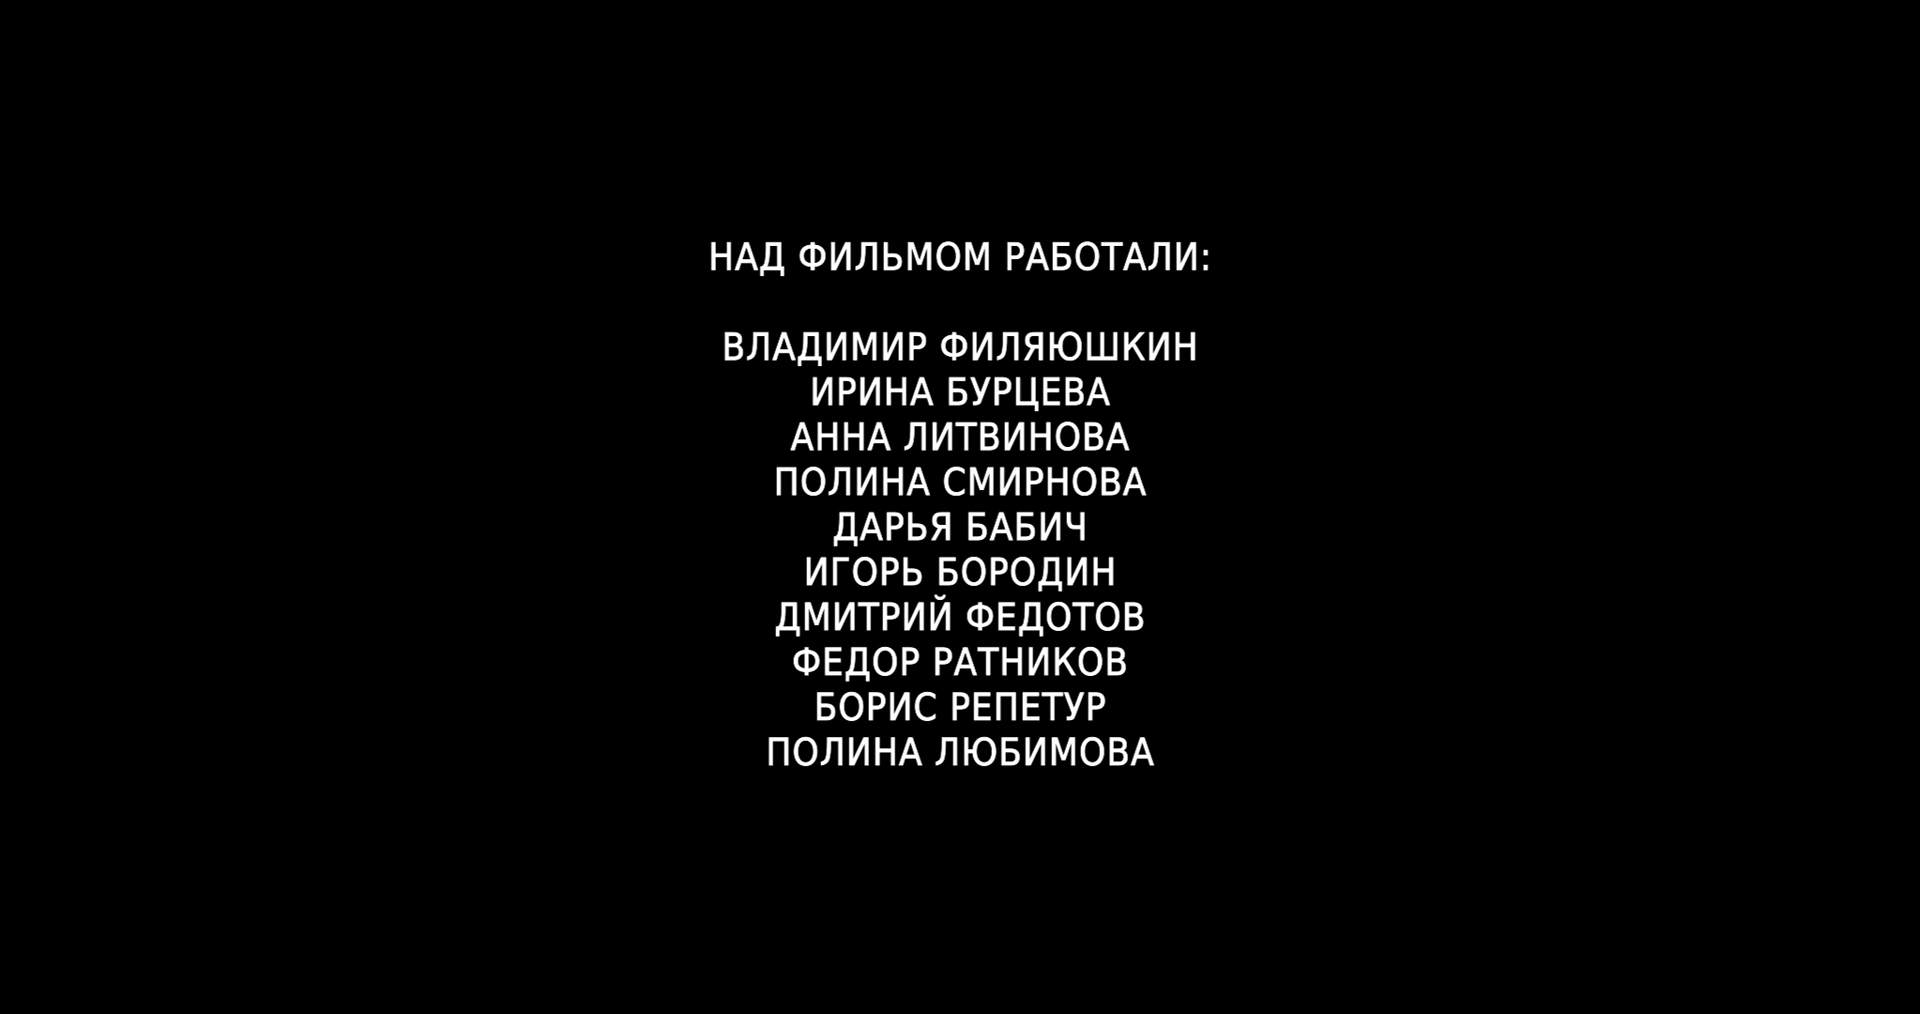 НАД ФИЛЬМОМ РАБОТАЛИ:
ВЛАДИМИР ФИЛЯЮШКИН
ИРИНА БУРЦЕВА
АННА ЛИТВИНОВА
ПОЛИНА СМИРНОВА
ДАРЬЯ БАБИЧ
ИГОРЬ БОРОДИН
ДМИТРИЙ ФЕДОТОВ
ФЕДОР РАТНИКОВ
БОРИС РЕПЕТУР
ПОЛИНА ЛЮБИМОВА